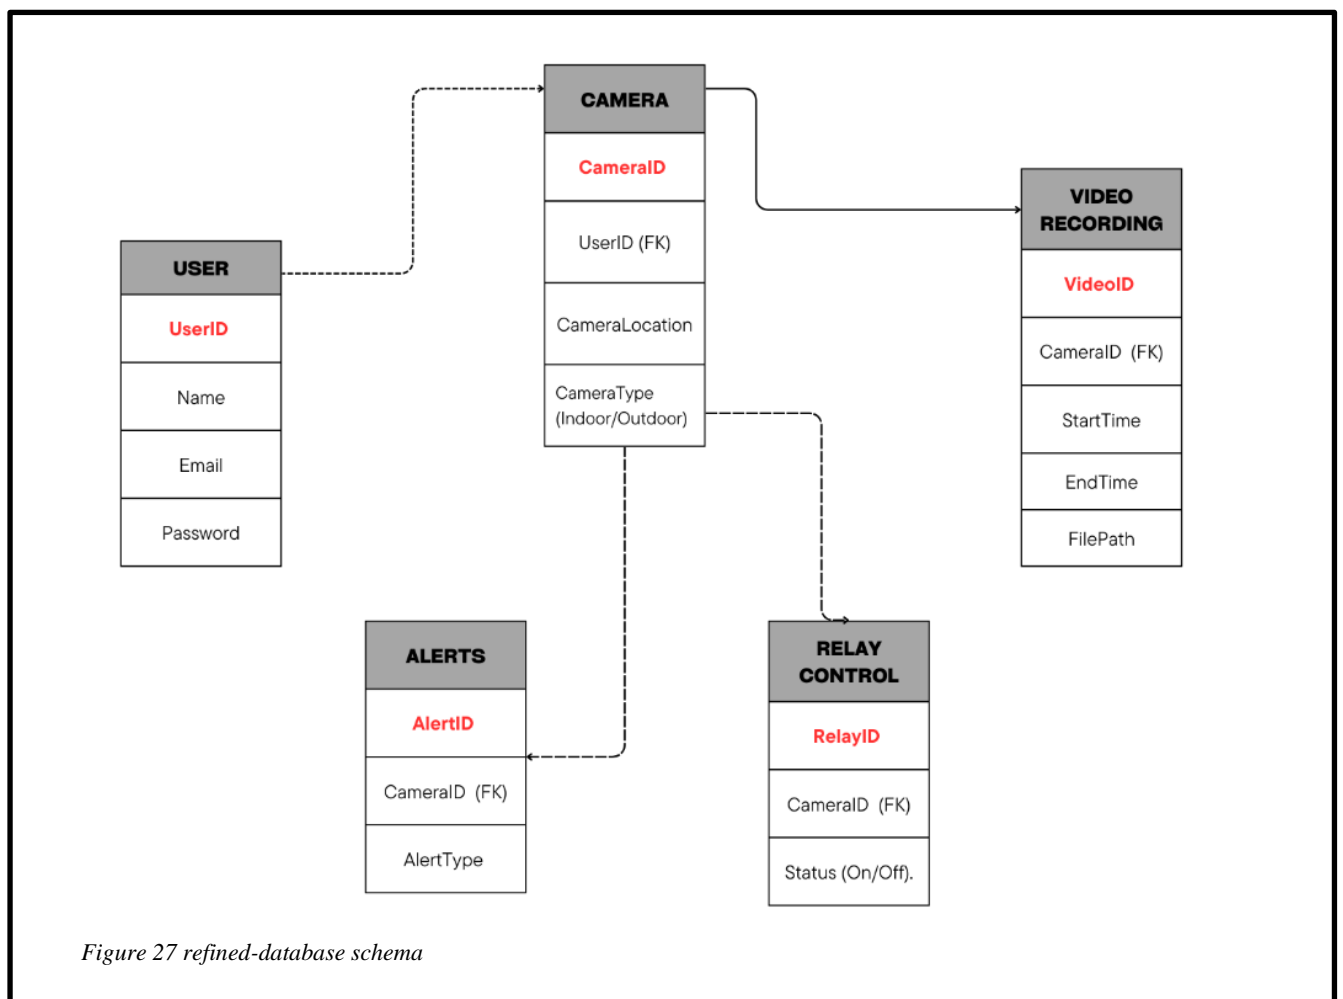 CAMERA
CameraID
UserID (FK)
CameraLocation
CameraType
(Indoor/Outdoor)
USER
UserID
Name
Email
Password
VIDEO
RECORDING
VideoID
CameraID (FK)
StartTime
EndTime
FilePath
ALERTS
AlertID
CameraID (FK)
AlertType
RELAY
CONTROL
RelayID
CameraID (FK)
Status (On/Off).
Figure 27 refined-database schema